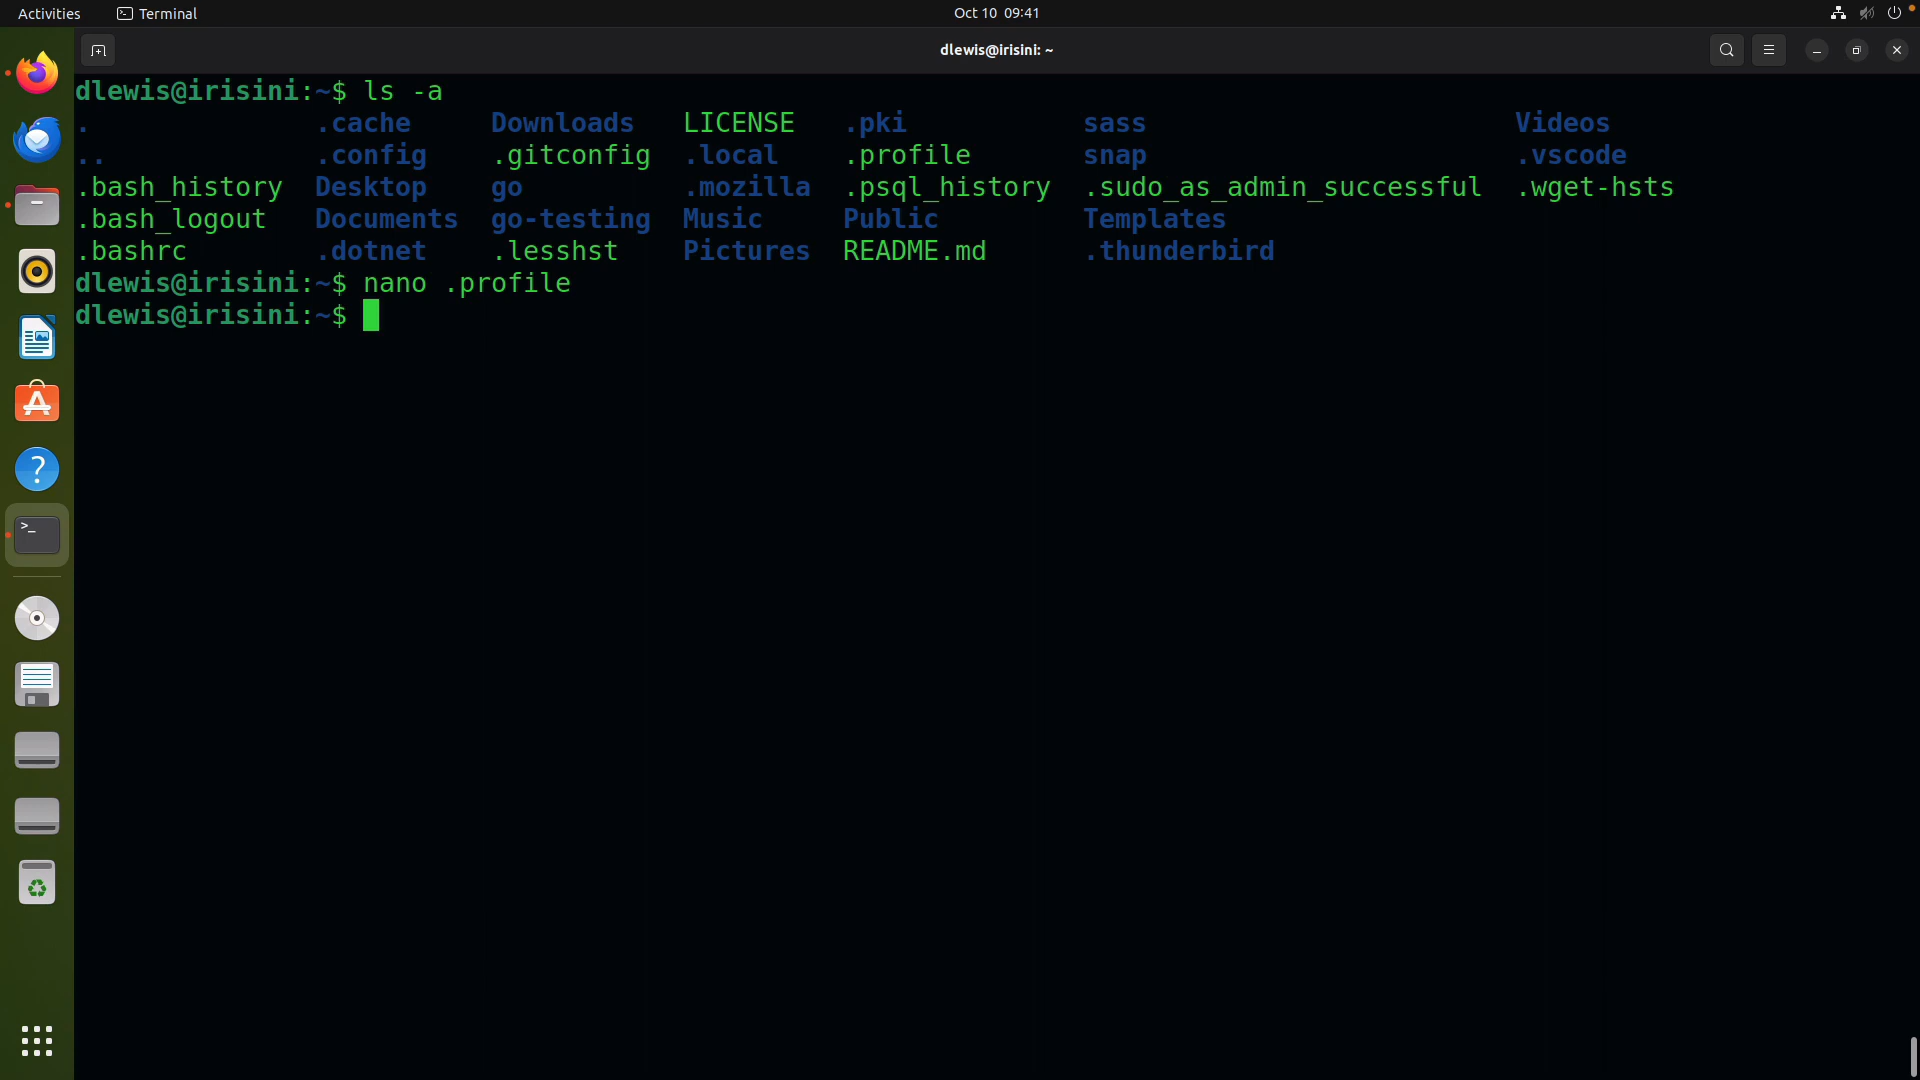 Activities Terminal Oct 10 09:41
dlewis@irisini: ~
dlewis@irisini:~$ ls -a
. .cache Downloads LICENSE .pki sass Videos
.. .config .gitconfig .local .profile snap .vscode
.bash_history Desktop go .mozilla .psql_history .sudo_as_admin_successful .wget-hsts
.bash_logout Documents go-testing Music Public Templates
.bashrc .dotnet .lesshst Pictures README.md .thunderbird
dlewis@irisini:~$ nano .profile
dlewis@irisini:~$